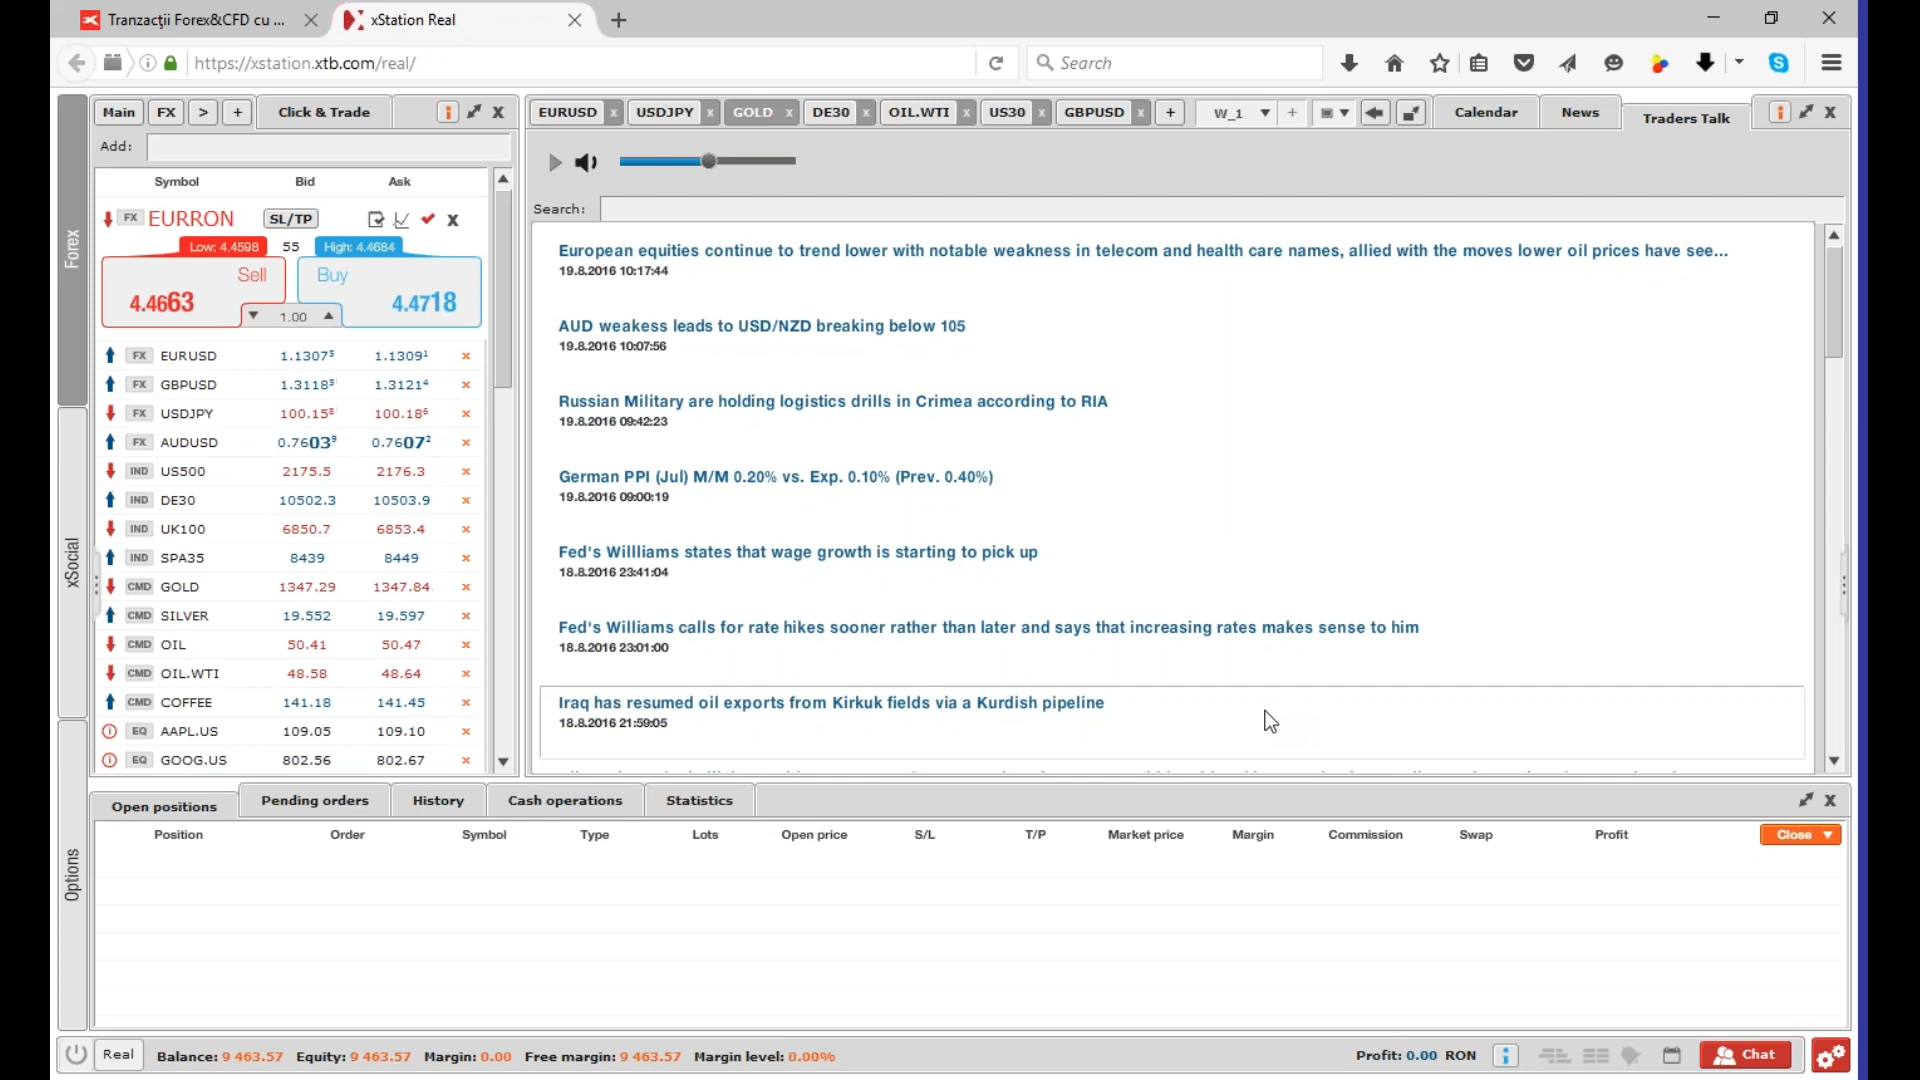 Tranzacţii Forex&CFD cu ...
xStation Real
https://xstation.xtb.com/real/
Search
Main FX > + Click & Trade
EURUSD x USDJPY x GOLD x DE30 x OIL.WTI x US30 x GBPUSD x + W_1 + Calendar News Traders Talk
Add:
Symbol Bid Ask
FX EURRON SL/TP
Low: 4.4598 55 High: 4.4684
Sell Buy
4.4663 4.4718
1.00
FX EURUSD 1.1307⁵ 1.1309¹ x
FX GBPUSD 1.3118⁵ 1.3121⁴ x
FX USDJPY 100.15⁸ 100.18⁶ x
FX AUDUSD 0.7603⁹ 0.7607² x
IND US500 2175.5 2176.3 x
IND DE30 10502.3 10503.9 x
IND UK100 6850.7 6853.4 x
IND SPA35 8439 8449 x
CMD GOLD 1347.29 1347.84 x
CMD SILVER 19.552 19.597 x
CMD OIL 50.41 50.47 x
CMD OIL.WTI 48.58 48.64 x
CMD COFFEE 141.18 141.45 x
EQ AAPL.US 109.05 109.10 x
EQ GOOG.US 802.56 802.67 x
Forex
xSocial
Options
Search:
European equities continue to trend lower with notable weakness in telecom and health care names, allied with the moves lower oil prices have see...
19.8.2016 10:17:44
AUD weakess leads to USD/NZD breaking below 105
19.8.2016 10:07:56
Russian Military are holding logistics drills in Crimea according to RIA
19.8.2016 09:42:23
German PPI (Jul) M/M 0.20% vs. Exp. 0.10% (Prev. 0.40%)
19.8.2016 09:00:19
Fed's Willliams states that wage growth is starting to pick up
18.8.2016 23:41:04
Fed's Williams calls for rate hikes sooner rather than later and says that increasing rates makes sense to him
18.8.2016 23:01:00
Iraq has resumed oil exports from Kirkuk fields via a Kurdish pipeline
18.8.2016 21:59:05
Open positions Pending orders History Cash operations Statistics
Position Order Symbol Type Lots Open price S/L T/P Market price Margin Commission Swap Profit Close
Real Balance: 9 463.57 Equity: 9 463.57 Margin: 0.00 Free margin: 9 463.57 Margin level: 0.00% Profit: 0.00 RON Chat